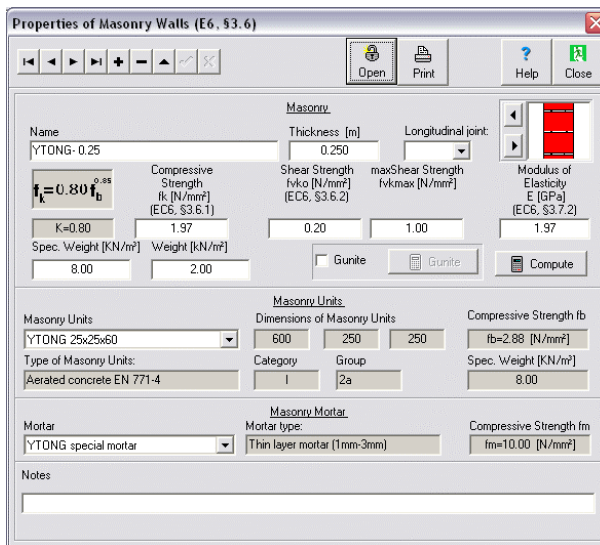 Properties of Masonry Walls (E6, §3.6)
Open
Print
?
Help
Close
Masonry
Name
Thickness [m]
Longitudinal joint:
YTONG- 0.25
0.250
fk=0.80 fb 0.85
Compressive Strength fk [N/mm²] (EC6, §3.6.1)
Shear Strength fvko [N/mm²] (EC6, §3.6.2)
maxShear Strength fvkmax [N/mm²]
Modulus of Elasticity E [GPa] (EC6, §3.7.2)
K=0.80
1.97
0.20
1.00
1.97
Spec. Weight [KN/m³]
Weight [kN/m²]
8.00
2.00
Gunite
Gunite
Compute
Masonry Units
Masonry Units
Dimensions of Masonry Units
Compressive Strength fb
YTONG 25x25x60
600
250
250
fb=2.88 [N/mm²]
Type of Masonry Units:
Category
Group
Spec. Weight [KN/m³]
Aerated concrete EN 771-4
I
2a
8.00
Masonry Mortar
Mortar
Mortar type:
Compressive Strength fm
YTONG special mortar
Thin layer mortar (1mm-3mm)
fm=10.00 [N/mm²]
Notes